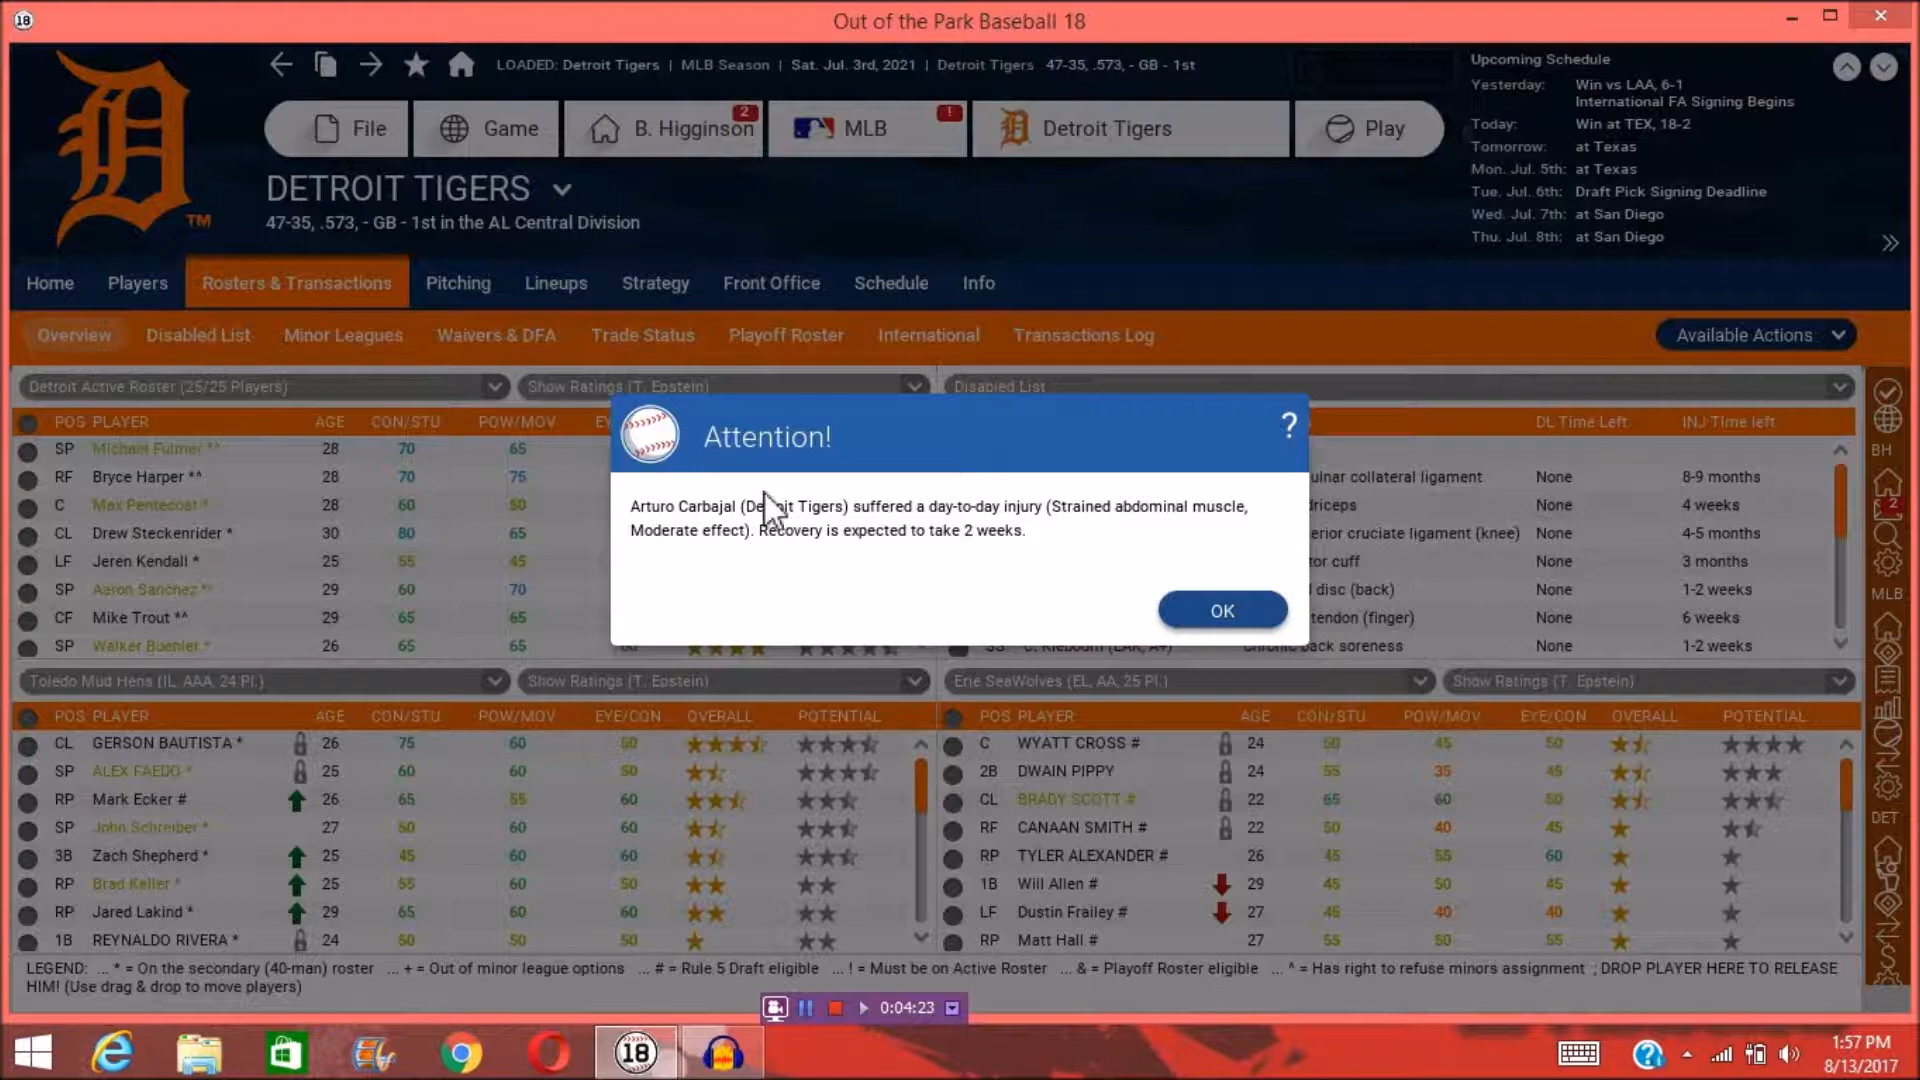 18
Out of the Park Baseball 18
LOADED: Detroit Tigers | MLB Season | Sat. Jul. 3rd, 2021 | Detroit Tigers 47-35, .573, - GB - 1st
Upcoming Schedule
Yesterday: Win vs LAA, 6-1
International FA Signing Begins
Today: Win at TEX, 18-2
Tomorrow: at Texas
Mon. Jul. 5th: at Texas
Tue. Jul. 6th: Draft Pick Signing Deadline
Wed. Jul. 7th: at San Diego
Thu. Jul. 8th: at San Diego
File
Game
B. Higginson 2
MLB !
Detroit Tigers
Play
TM
DETROIT TIGERS
47-35, .573, - GB - 1st in the AL Central Division
Home Players Rosters & Transactions Pitching Lineups Strategy Front Office Schedule Info
Overview Disabled List Minor Leagues Waivers & DFA Trade Status Playoff Roster International Transactions Log Available Actions
Detroit Active Roster (25/25 Players) Show Ratings (T. Epstein) Disabled List
POS PLAYER AGE CON/STU POW/MOV EY
SP Michael Fulmer ^* 28 70 65
RF Bryce Harper ^^ 28 70 75
C Max Pentecost * 28 60 50
CL Drew Steckenrider * 30 80 65
LF Jeren Kendall * 25 55 45
SP Aaron Sanchez ^* 29 60 70
CF Mike Trout ^^ 29 65 65
SP Walker Buehler * 26 65 65
DL Time Left INJ Time left
ulnar collateral ligament None 8-9 months
driceps None 4 weeks
erior cruciate ligament (knee) None 4-5 months
tor cuff None 3 months
disc (back) None 1-2 weeks
tendon (finger) None 6 weeks
back soreness None 1-2 weeks
Attention!
?
Arturo Carbajal (Detroit Tigers) suffered a day-to-day injury (Strained abdominal muscle,
Moderate effect). Recovery is expected to take 2 weeks.
OK
Toledo Mud Hens (IL, AAA, 24 Pl.) Show Ratings (T. Epstein)
POS PLAYER AGE CON/STU POW/MOV EYE/CON OVERALL POTENTIAL
CL GERSON BAUTISTA * 26 75 60 50
SP ALEX FAEDO * 25 60 60 50
RP Mark Ecker # 26 65 55 60
SP John Schreiber * 27 50 60 60
3B Zach Shepherd * 25 45 60 60
RP Brad Keller * 25 55 60 50
RP Jared Lakind * 29 65 60 60
1B REYNALDO RIVERA * 24 50 50 50
Erie SeaWolves (EL, AA, 25 Pl.) Show Ratings (T. Epstein)
POS PLAYER AGE CON/STU POW/MOV EYE/CON OVERALL POTENTIAL
C WYATT CROSS # 24 50 45 50
2B DWAIN PIPPY 24 55 35 45
CL BRADY SCOTT # 22 65 60 50
RF CANAAN SMITH # 22 50 40 45
RP TYLER ALEXANDER # 26 45 55 60
1B Will Allen # 29 45 50 45
LF Dustin Frailey # 27 45 40 40
RP Matt Hall # 27 55 50 55
BH
2
MLB
DET
LEGEND: ... * = On the secondary (40-man) roster ... + = Out of minor league options ... # = Rule 5 Draft eligible ... ! = Must be on Active Roster ... & = Playoff Roster eligible ... ^ = Has right to refuse minors assignment ; DROP PLAYER HERE TO RELEASE
HIM! (Use drag & drop to move players)
0:04:23
18
1:57 PM
8/13/2017